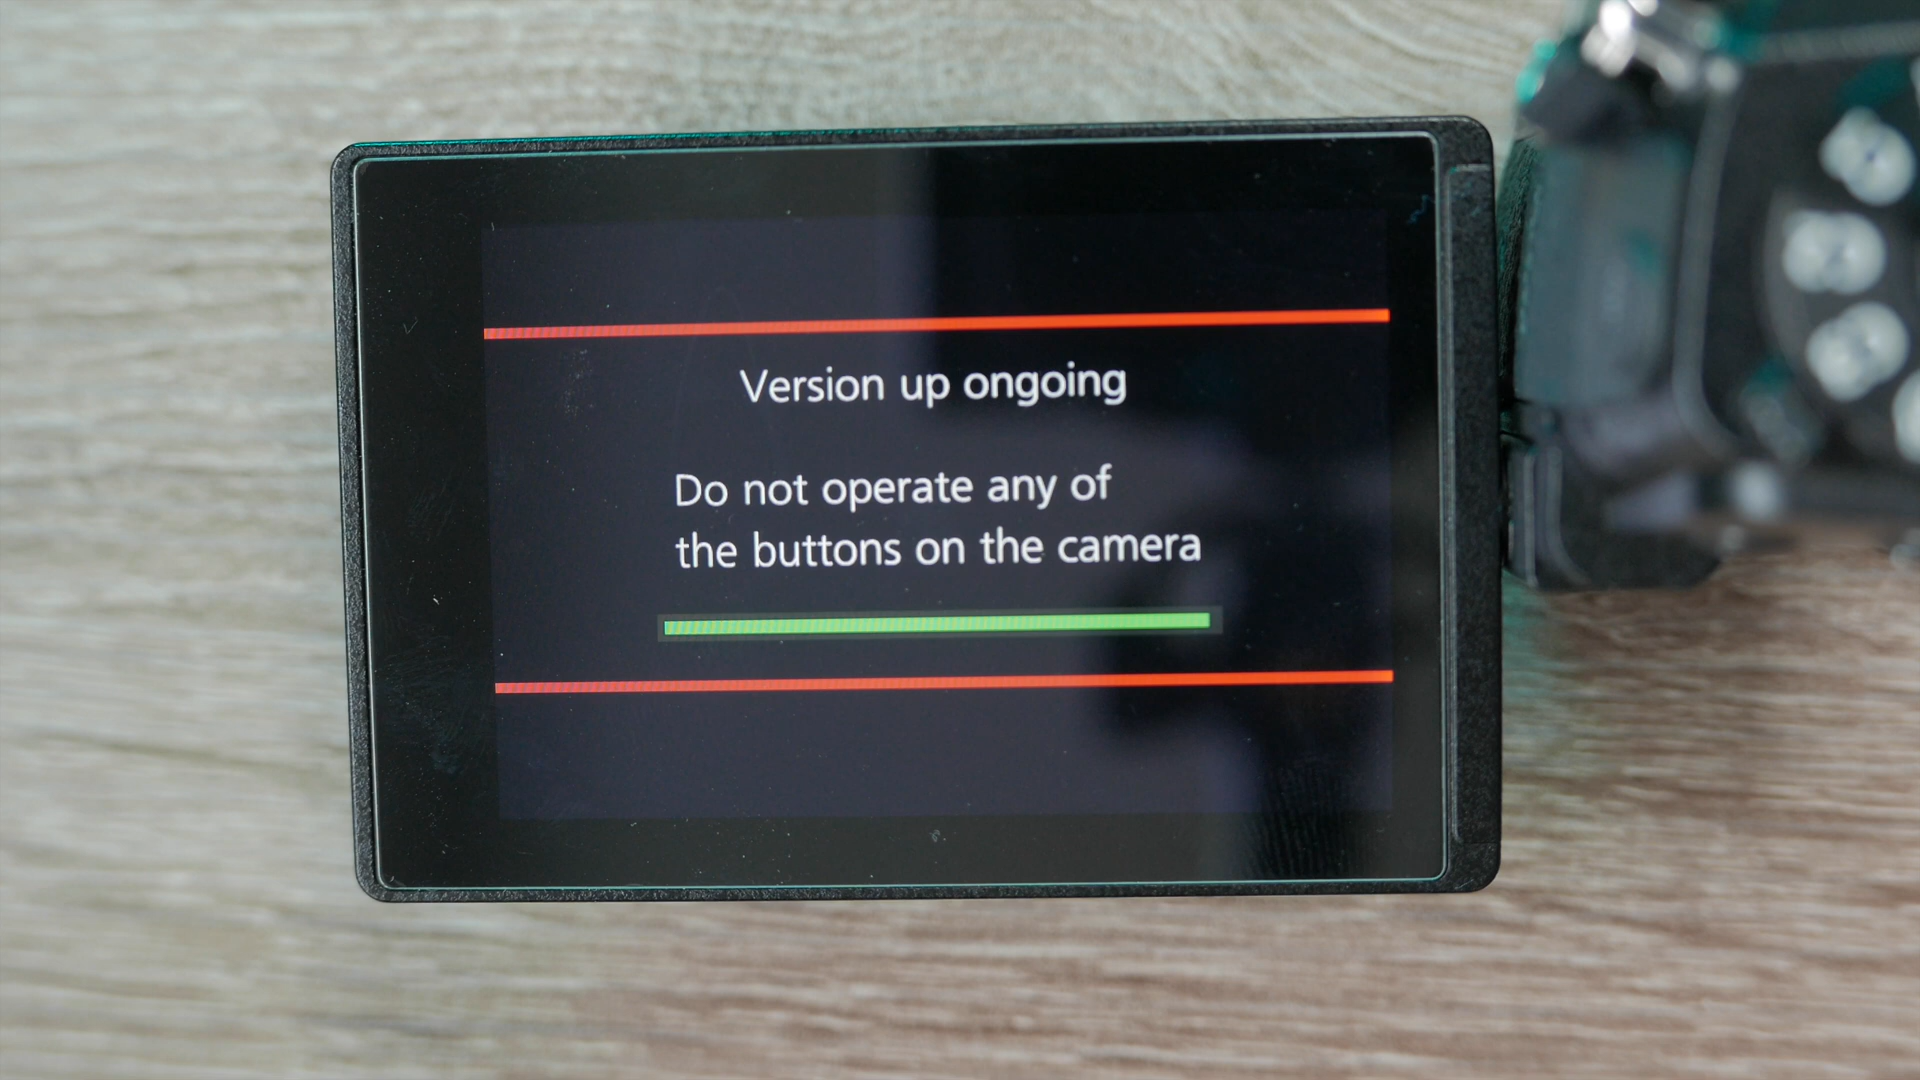 Version up ongoing
Do not operate any of
the buttons on the camera